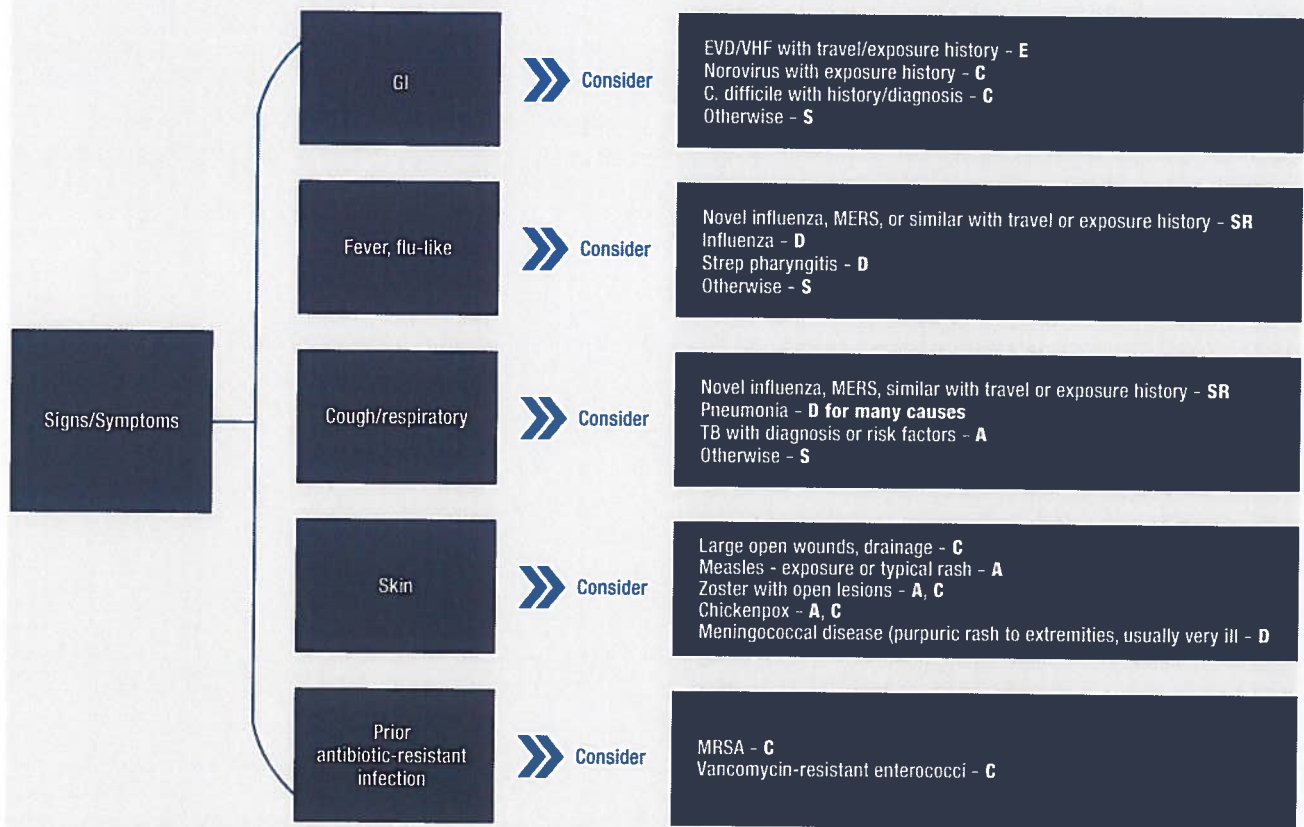 Signs/Symptoms
GI
Consider
EVD/VHF with travel/exposure history - E
Norovirus with exposure history - C
C. difficile with history/diagnosis - C
Otherwise - S
Fever, flu-like
Consider
Novel influenza, MERS, or similar with travel or exposure history - SR
Influenza - D
Strep pharyngitis - D
Otherwise - S
Cough/respiratory
Consider
Novel influenza, MERS, similar with travel or exposure history - SR
Pneumonia - D for many causes
TB with diagnosis or risk factors - A
Otherwise - S
Skin
Consider
Large open wounds, drainage - C
Measles - exposure or typical rash - A
Zoster with open lesions - A, C
Chickenpox - A, C
Meningococcal disease (purpuric rash to extremities, usually very ill - D
Prior
antibiotic-resistant
infection
Consider
MRSA - C
Vancomycin-resistant enterococci - C